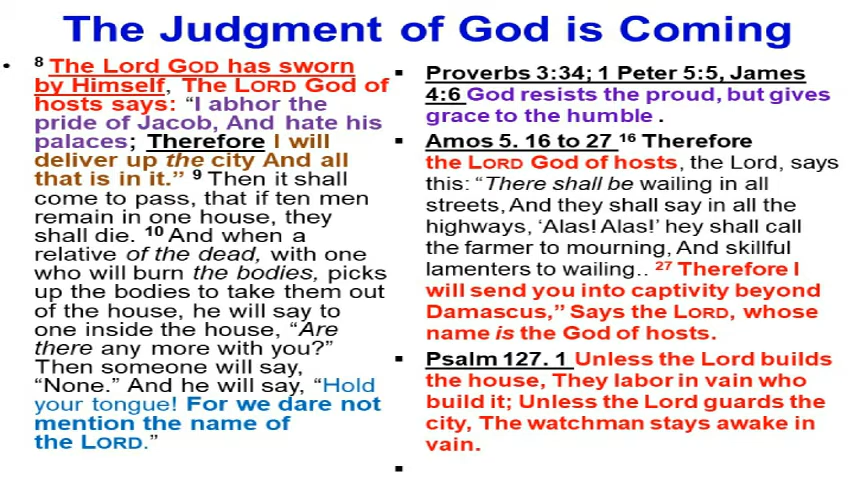 The Judgment of God is Coming
• 8 The Lord GOD has sworn
by Himself, The LORD God of
hosts says: “I abhor the
pride of Jacob, And hate his
palaces; Therefore I will
deliver up the city And all
that is in it.” 9 Then it shall
come to pass, that if ten men
remain in one house, they
shall die. 10 And when a
relative of the dead, with one
who will burn the bodies, picks
up the bodies to take them out
of the house, he will say to
one inside the house, “Are
there any more with you?”
Then someone will say,
“None.” And he will say, “Hold
your tongue! For we dare not
mention the name of
the LORD.”
▪ Proverbs 3:34; 1 Peter 5:5, James
4:6 God resists the proud, but gives
grace to the humble .
▪ Amos 5. 16 to 27 16 Therefore
the LORD God of hosts, the Lord, says
this: “There shall be wailing in all
streets, And they shall say in all the
highways, ‘Alas! Alas!’ hey shall call
the farmer to mourning, And skillful
lamenters to wailing.. 27 Therefore I
will send you into captivity beyond
Damascus,” Says the LORD, whose
name is the God of hosts.
▪ Psalm 127. 1 Unless the Lord builds
the house, They labor in vain who
build it; Unless the Lord guards the
city, The watchman stays awake in
vain.
▪